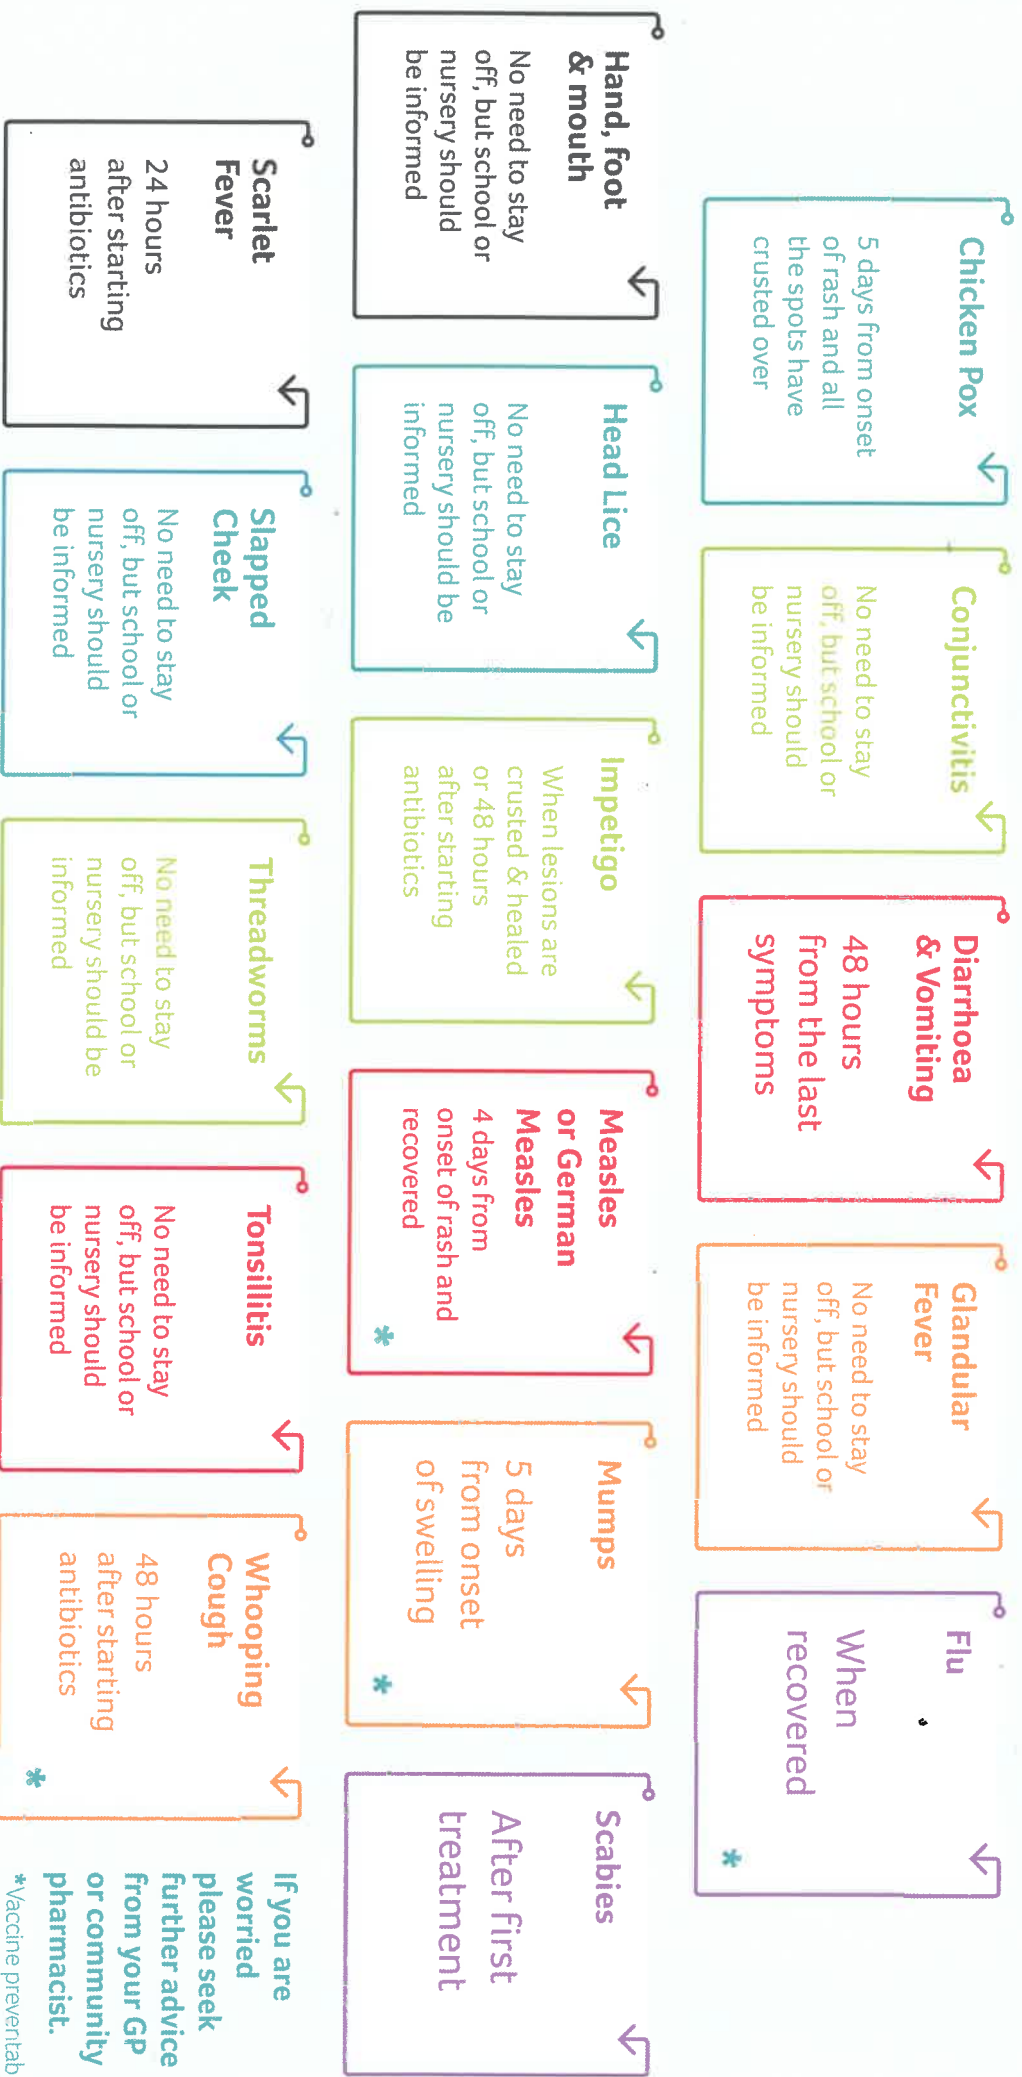 Chicken Pox
5 days from onset
of rash and all
the spots have
crusted over
Conjunctivitis
No need to stay
off, but school or
nursery should
be informed
Diarrhoea
& Vomiting
48 hours
from the last
symptoms
Glandular
Fever
No need to stay
off, but school or
nursery should
be informed
Flu
When
recovered
*
Hand, foot
& mouth
No need to stay
off, but school or
nursery should
be informed
Head Lice
No need to stay
off, but school or
nursery should be
informed
Impetigo
When lesions are
crusted & healed
or 48 hours
after starting
antibiotics
Measles
or German
Measles
4 days from
onset of rash and
recovered
*
Mumps
5 days
from onset
of swelling
*
Scabies
After first
treatment
Scarlet
Fever
24 hours
after starting
antibiotics
Slapped
Cheek
No need to stay
off, but school or
nursery should
be informed
Threadworms
No need to stay
off, but school or
nursery should be
informed
Tonsillitis
No need to stay
off, but school or
nursery should
be informed
Whooping
Cough
48 hours
after starting
antibiotics
*
If you are
worried
please seek
further advice
from your GP
or community
pharmacist.
*Vaccine preventab